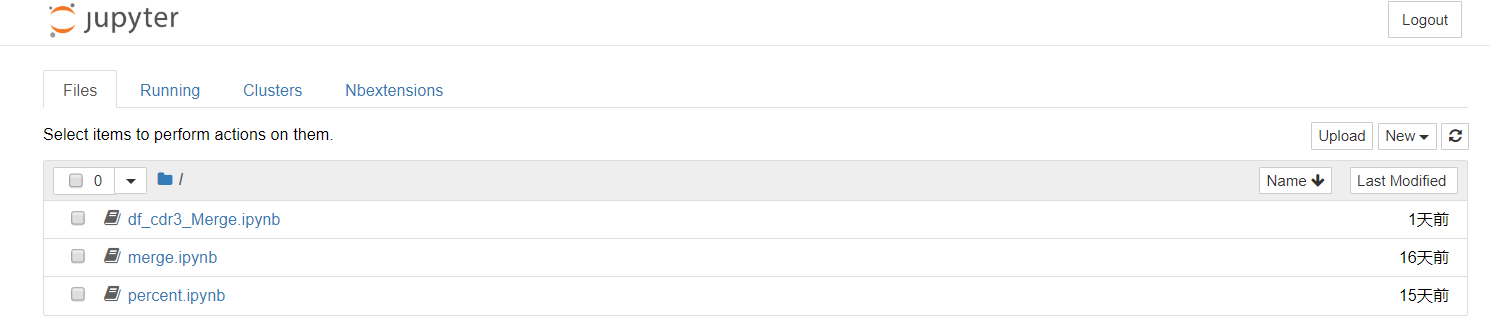 jupyter
Logout
Files Running Clusters Nbextensions
Select items to perform actions on them.
Upload New
0 / Name Last Modified
df_cdr3_Merge.ipynb 1天前
merge.ipynb 16天前
percent.ipynb 15天前